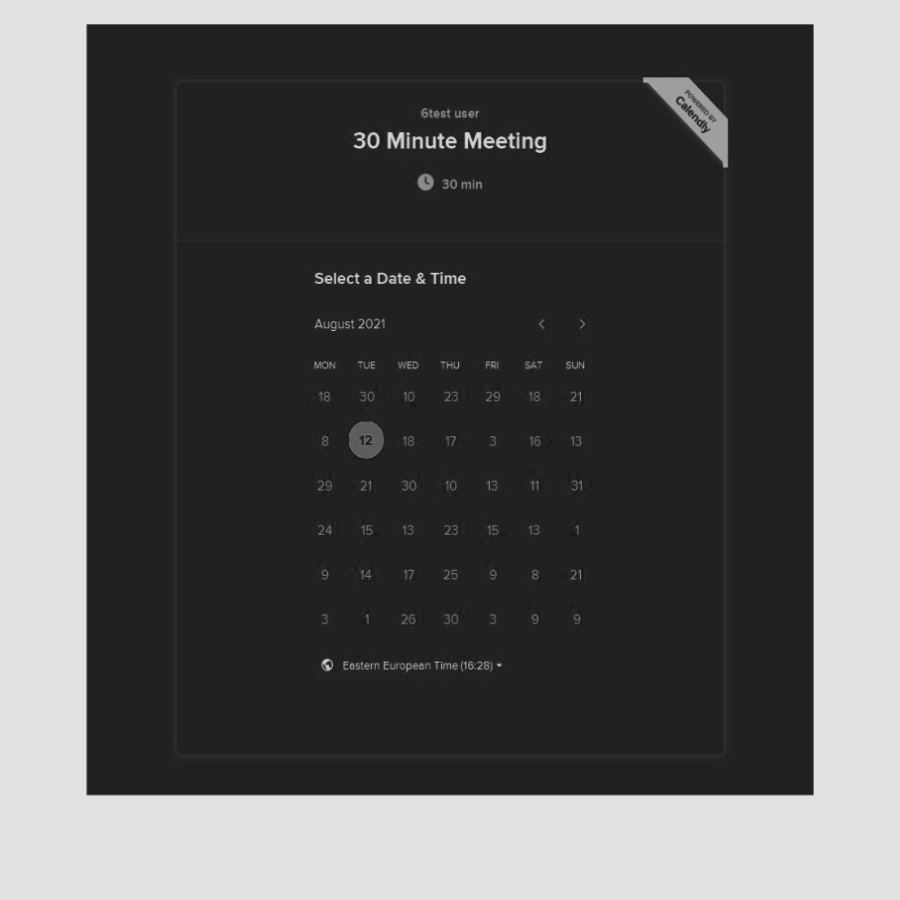 POWERED BY
Calendly
6test user
30 Minute Meeting
30 min
Select a Date & Time
August 2021
MON TUE WED THU FRI SAT SUN
18 30 10 23 29 18 21
8 12 18 17 3 16 13
29 21 30 10 13 11 31
24 15 13 23 15 13 1
9 14 17 25 9 8 21
3 1 26 30 3 9 9
Eastern European Time (16:28)